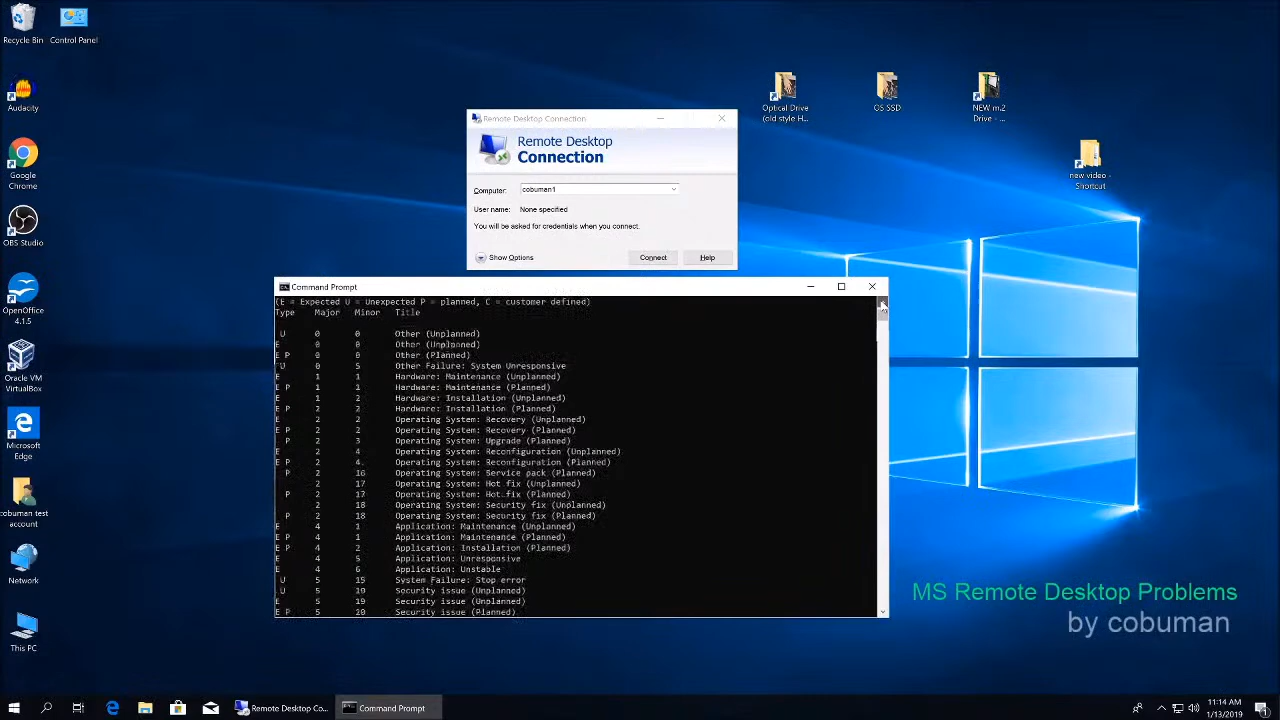 Recycle Bin
Control Panel
Audacity
Google
Chrome
OBS Studio
OpenOffice
4.1.5
Oracle VM
VirtualBox
Microsoft
Edge
cobuman test
account
Network
This PC
Optical Drive
(old style H...
OS SSD
NEW m.2
Drive - ...
new video -
Shortcut
Remote Desktop Connection
Remote Desktop
Connection
Computer: cobuman1
User name: None specified
You will be asked for credentials when you connect.
Show Options Connect Help
Command Prompt
(E = Expected U = Unexpected P = planned, C = customer defined)
Type Major Minor Title
U 0 0 Other (Unplanned)
E 0 0 Other (Unplanned)
E P 0 0 Other (Planned)
U 0 5 Other Failure: System Unresponsive
E 1 1 Hardware: Maintenance (Unplanned)
E P 1 1 Hardware: Maintenance (Planned)
E 1 2 Hardware: Installation (Unplanned)
E P 2 2 Hardware: Installation (Planned)
E 2 2 Operating System: Recovery (Unplanned)
E P 2 2 Operating System: Recovery (Planned)
P 2 3 Operating System: Upgrade (Planned)
E 2 4 Operating System: Reconfiguration (Unplanned)
E P 2 4 Operating System: Reconfiguration (Planned)
P 2 16 Operating System: Service pack (Planned)
2 17 Operating System: Hot fix (Unplanned)
P 2 17 Operating System: Hot fix (Planned)
2 18 Operating System: Security fix (Unplanned)
P 2 18 Operating System: Security fix (Planned)
E 4 1 Application: Maintenance (Unplanned)
E P 4 1 Application: Maintenance (Planned)
E P 4 2 Application: Installation (Planned)
E 4 5 Application: Unresponsive
E 4 6 Application: Unstable
U 5 15 System Failure: Stop error
U 5 19 Security issue (Unplanned)
E 5 19 Security issue (Unplanned)
E P 5 19 Security issue (Planned)
MS Remote Desktop Problems
by cobuman
Remote Desktop Co...
Command Prompt
11:14 AM
1/13/2019